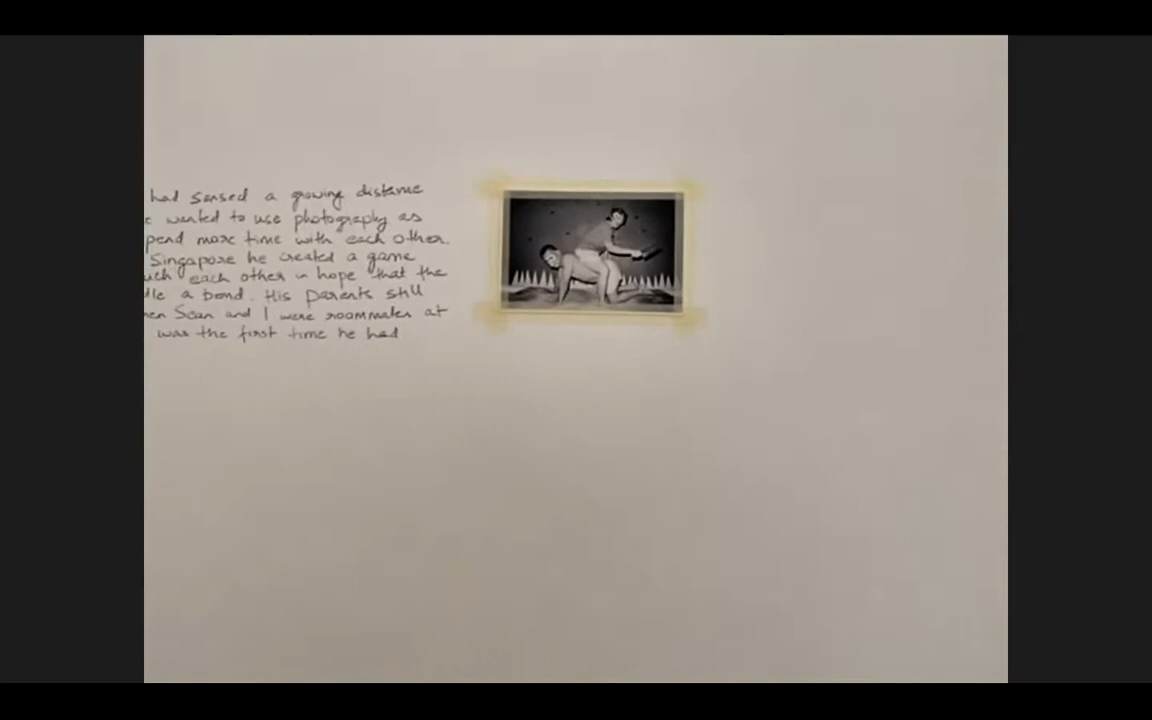 had sensed a growing distance
wanted to use photography as
spend more time with each other.
Singapore he created a game
each other in hope that the
a bond. His parents still
Sean and I were roommates at
was the first time he had